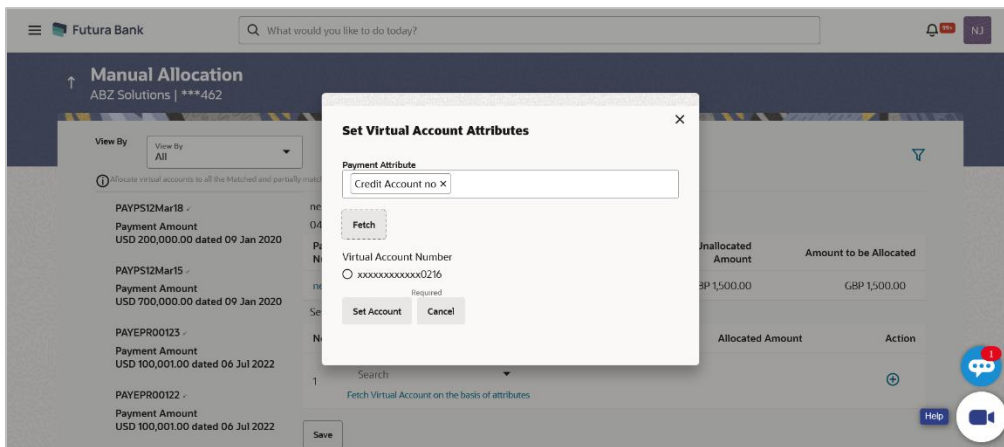 Futura Bank
What would you like to do today?
99+
NJ
Manual Allocation
ABZ Solutions | ***462
View By
View By
All
Allocate virtual accounts to all the Matched and partially
PAYPS12Mar18
Payment Amount
USD 200,000.00 dated 09 Jan 2020
PAYPS12Mar15
Payment Amount
USD 700,000.00 dated 09 Jan 2020
PAYEPR00123
Payment Amount
USD 100,001.00 dated 06 Jul 2022
PAYEPR00122
Payment Amount
USD 100,001.00 dated 06 Jul 2022
Set Virtual Account Attributes
Payment Attribute
Credit Account no ×
Fetch
Virtual Account Number
xxxxxxxxxxxx0216
Required
Set Account Cancel
Unallocated Amount
Amount to be Allocated
GBP 1,500.00
Allocated Amount Action
1 Search
Fetch Virtual Account on the basis of attributes
Save
1
Help